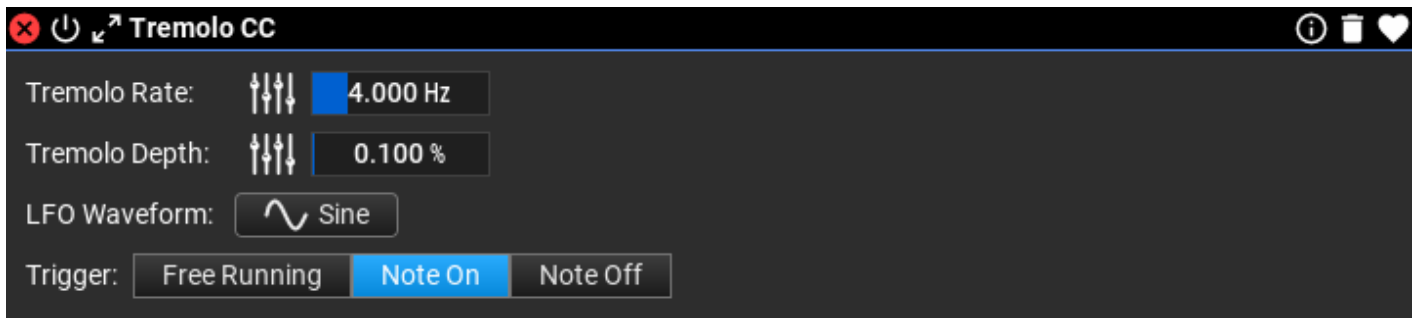 Tremolo CC
Tremolo Rate: 4.000 Hz
Tremolo Depth: 0.100 %
LFO Waveform: Sine
Trigger: Free Running Note On Note Off